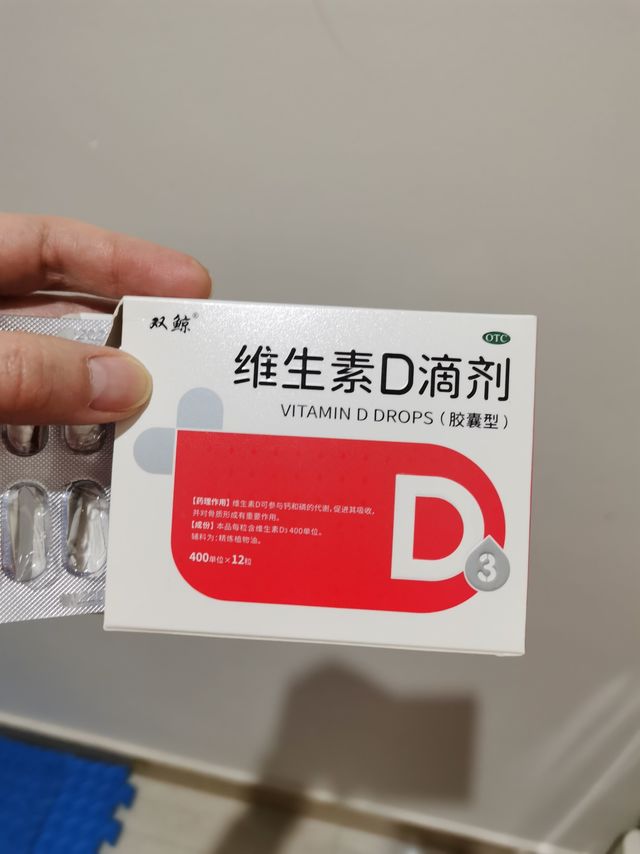 双鲸®
OTC
维生素D滴剂
VITAMIN D DROPS（胶囊型）
【药理作用】维生素D可参与钙和磷的代谢，促进其吸收，
并对骨质形成有重要作用。
【成份】本品每粒含维生素D₃ 400单位。
辅料为：精炼植物油。
400单位×12粒
D
3